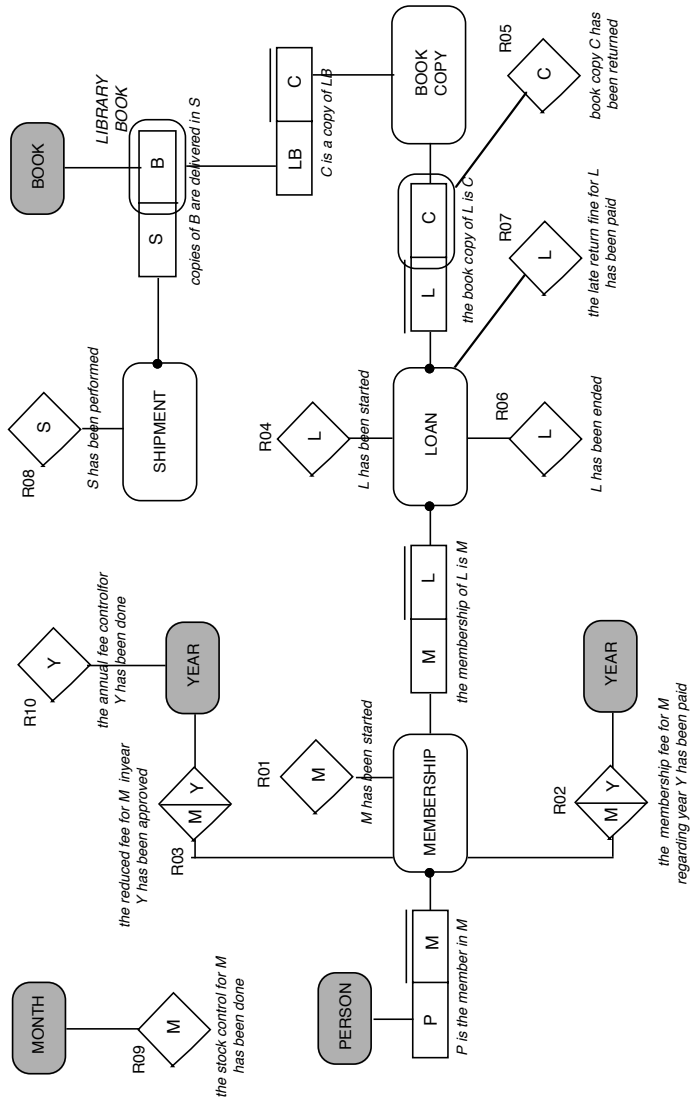 MONTH
R09
M
the stock control for M
has been done
R10
Y
the annual fee controlfor
Y has been done
YEAR
the reduced fee for M  inyear
Y has been approved
M Y
R03
R08
S
S has been performed
SHIPMENT
BOOK
LIBRARY
BOOK
S B
copies of B are delivered in S
LB C
C is a copy of LB
PERSON
P M
P is the member in M
R01
M
M has been started
MEMBERSHIP
M L
the membership of L is M
R04
L
L has been started
LOAN
L C
the book copy of L is C
BOOK
COPY
R02
M Y
the  membership fee for M
regarding year Y has been paid
YEAR
R06
L
L has been ended
R07
L
the late return fine for L
has been paid
R05
C
book copy C has
been returned